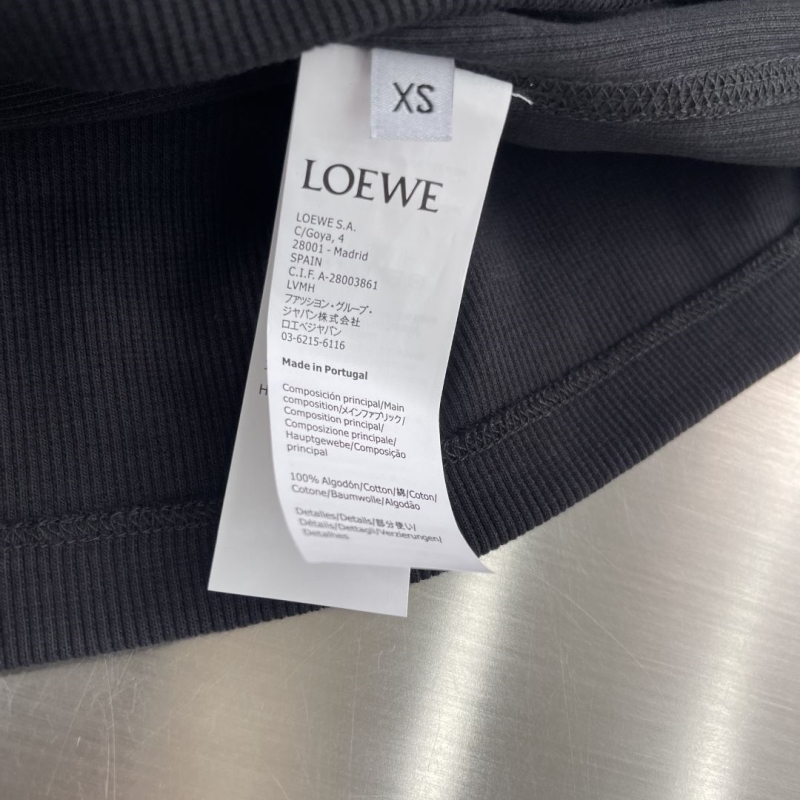 XS
LOEWE
LOEWE S.A.
C/Goya, 4
28001 - Madrid
SPAIN
C.I.F. A-28003861
LVMH
ファッション・グループ・
ジャパン株式会社
ロエベジャパン
03-6215-6116
Made in Portugal
Composición principal/Main
composition/メインファブリック/
Composition principal/
Composizione principale/
Hauptgewebe/Composição
principal
100% Algodón/Cotton/綿/Coton/
Cotone/Baumwolle/Algodão
Detalles/Details/部分使い/
Détails/Dettagli/Verzierungen/
Detalhes
H